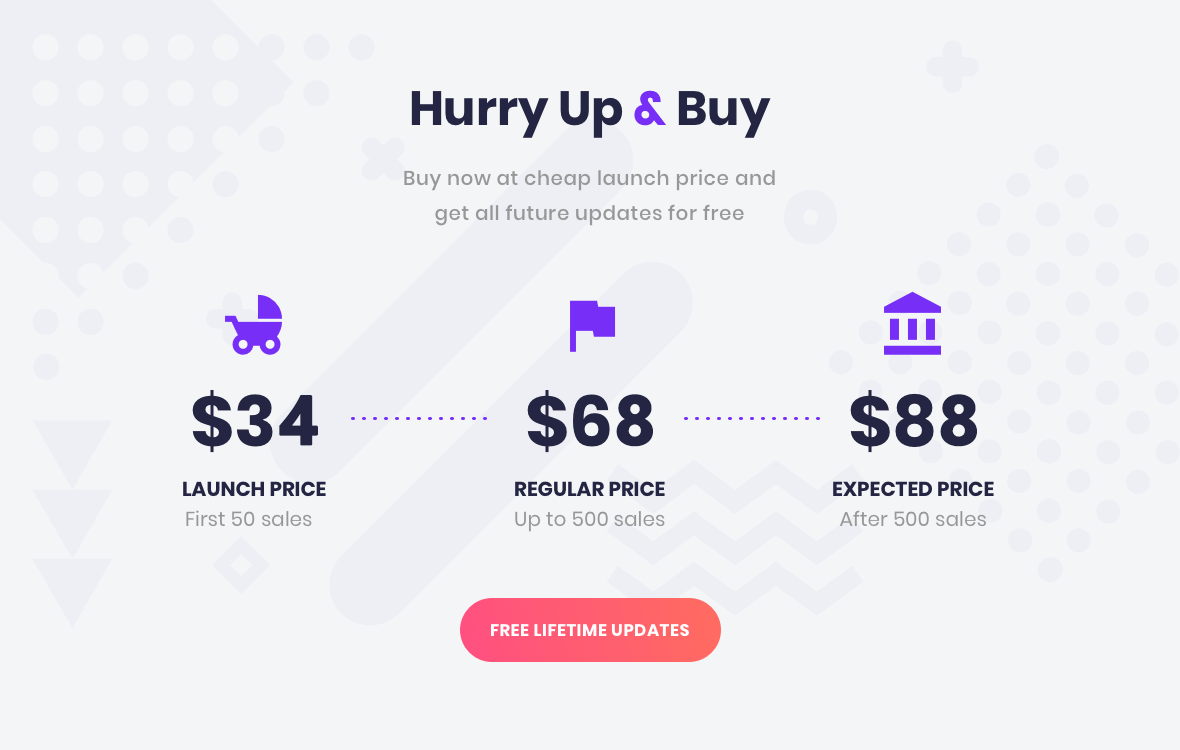 Hurry Up & Buy
Buy now at cheap launch price and
get all future updates for free
$34
$68
$88
LAUNCH PRICE
REGULAR PRICE
EXPECTED PRICE
First 50 sales
Up to 500 sales
After 500 sales
FREE LIFETIME UPDATES